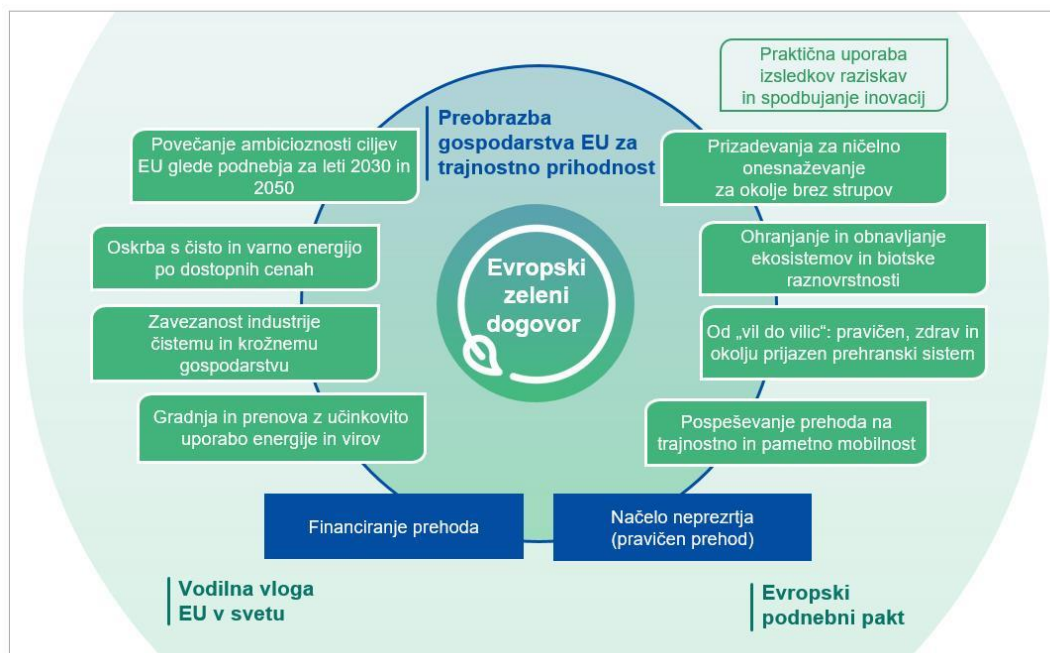 Praktična uporaba
izsledkov raziskav
in spodbujanje inovacij
Preobrazba
gospodarstva EU za
trajnostno prihodnost
Povečanje ambicioznosti ciljev
EU glede podnebja za leti 2030 in
2050
Prizadevanja za ničelno
onesnaževanje
za okolje brez strupov
Oskrba s čisto in varno energijo
po dostopnih cenah
Ohranjanje in obnavljanje
ekosistemov in biotske
raznovrstnosti
Evropski
zeleni
dogovor
Zavezanost industrije
čistemu in krožnemu
gospodarstvu
Od „vil do vilic“: pravičen, zdrav in
okolju prijazen prehranski sistem
Gradnja in prenova z učinkovito
uporabo energije in virov
Pospeševanje prehoda na
trajnostno in pametno mobilnost
Financiranje prehoda
Načelo neprezrtja
(pravičen prehod)
Vodilna vloga
EU v svetu
Evropski
podnebni pakt